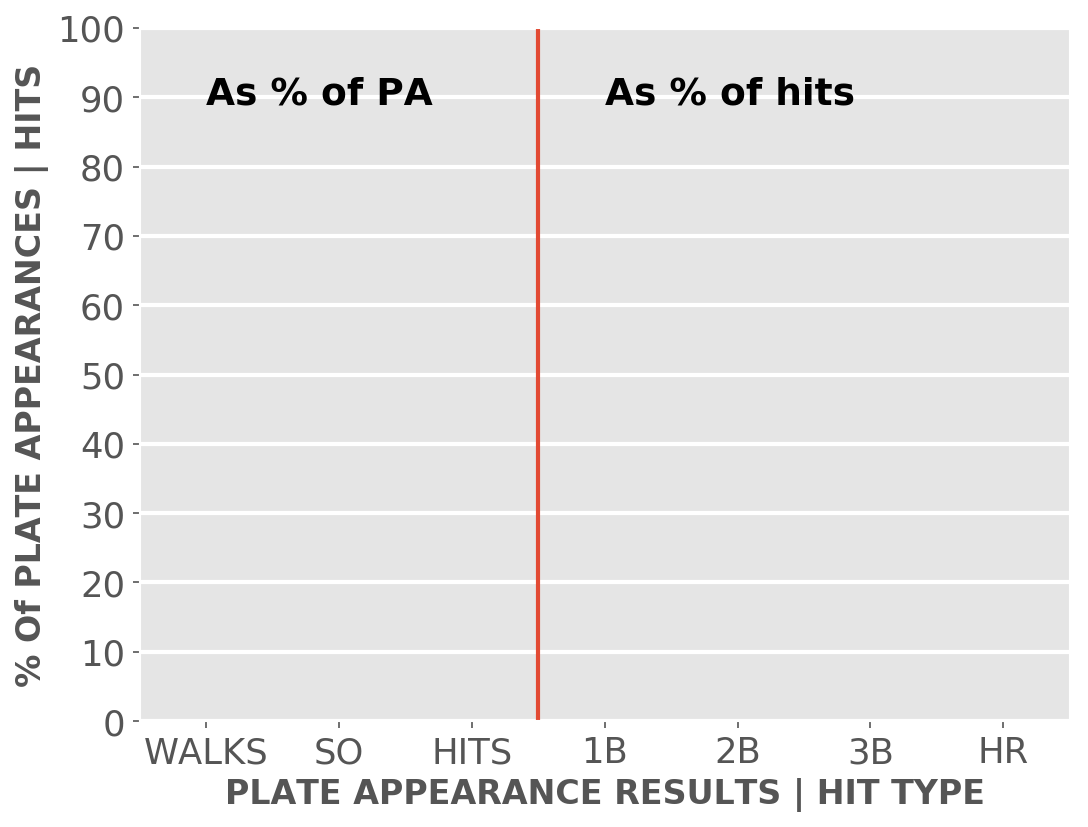 % Of PLATE APPEARANCES | HITS
100
90
80
70
60
50
40
30
20
10
0
As % of PA
As % of hits
WALKS SO HITS 1B 2B 3B HR
PLATE APPEARANCE RESULTS | HIT TYPE